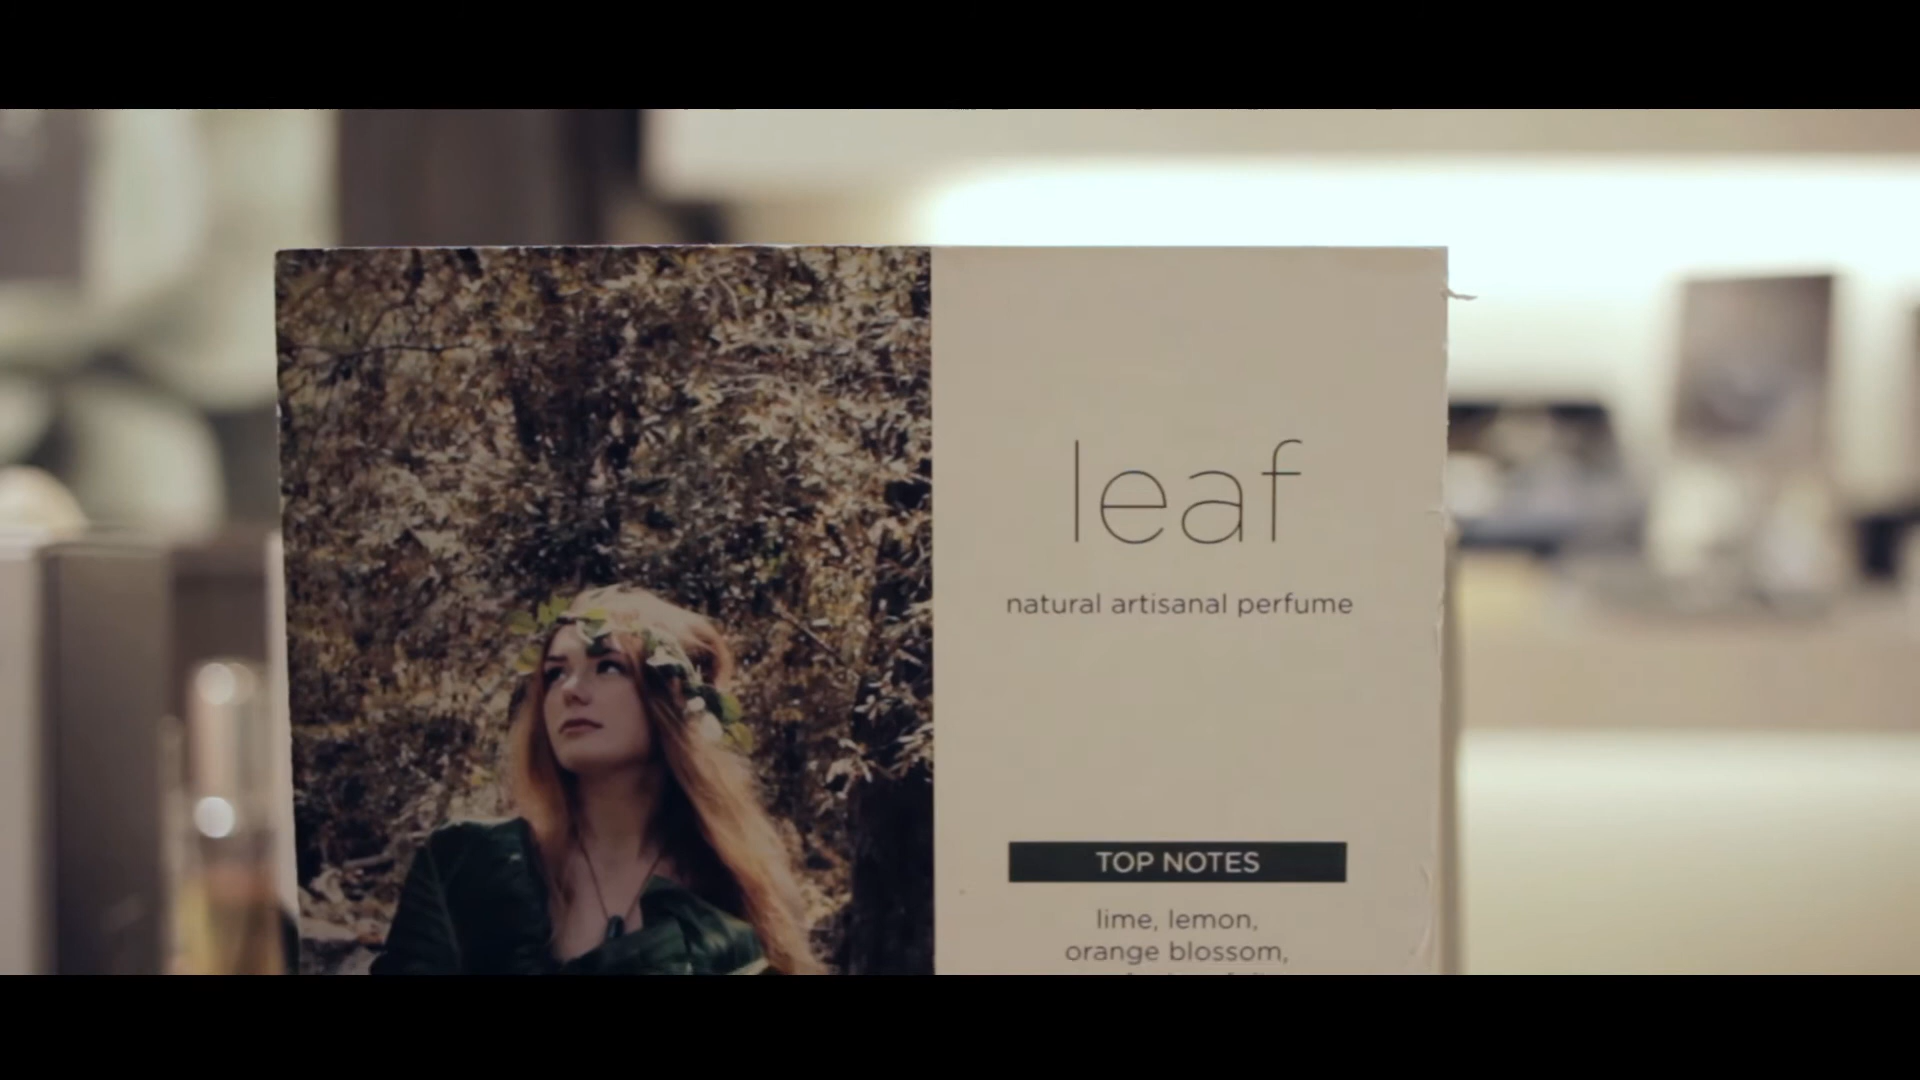 leaf
natural artisanal perfume
TOP NOTES
lime, lemon,
orange blossom,